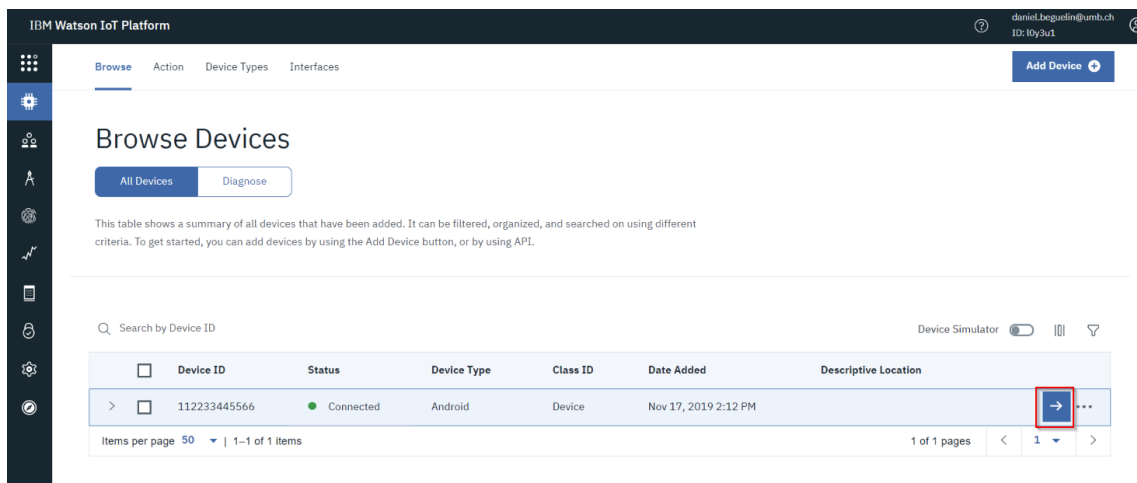 IBM Watson IoT Platform
daniel.beguelin@umb.ch
ID: l0y3u1
Browse Action Device Types Interfaces
Add Device
Browse Devices
All Devices Diagnose
This table shows a summary of all devices that have been added. It can be filtered, organized, and searched on using different
criteria. To get started, you can add devices by using the Add Device button, or by using API.
Search by Device ID
Device Simulator
Device ID Status Device Type Class ID Date Added Descriptive Location
112233445566 Connected Android Device Nov 17, 2019 2:12 PM
Items per page 50 | 1–1 of 1 items
1 of 1 pages < 1 >